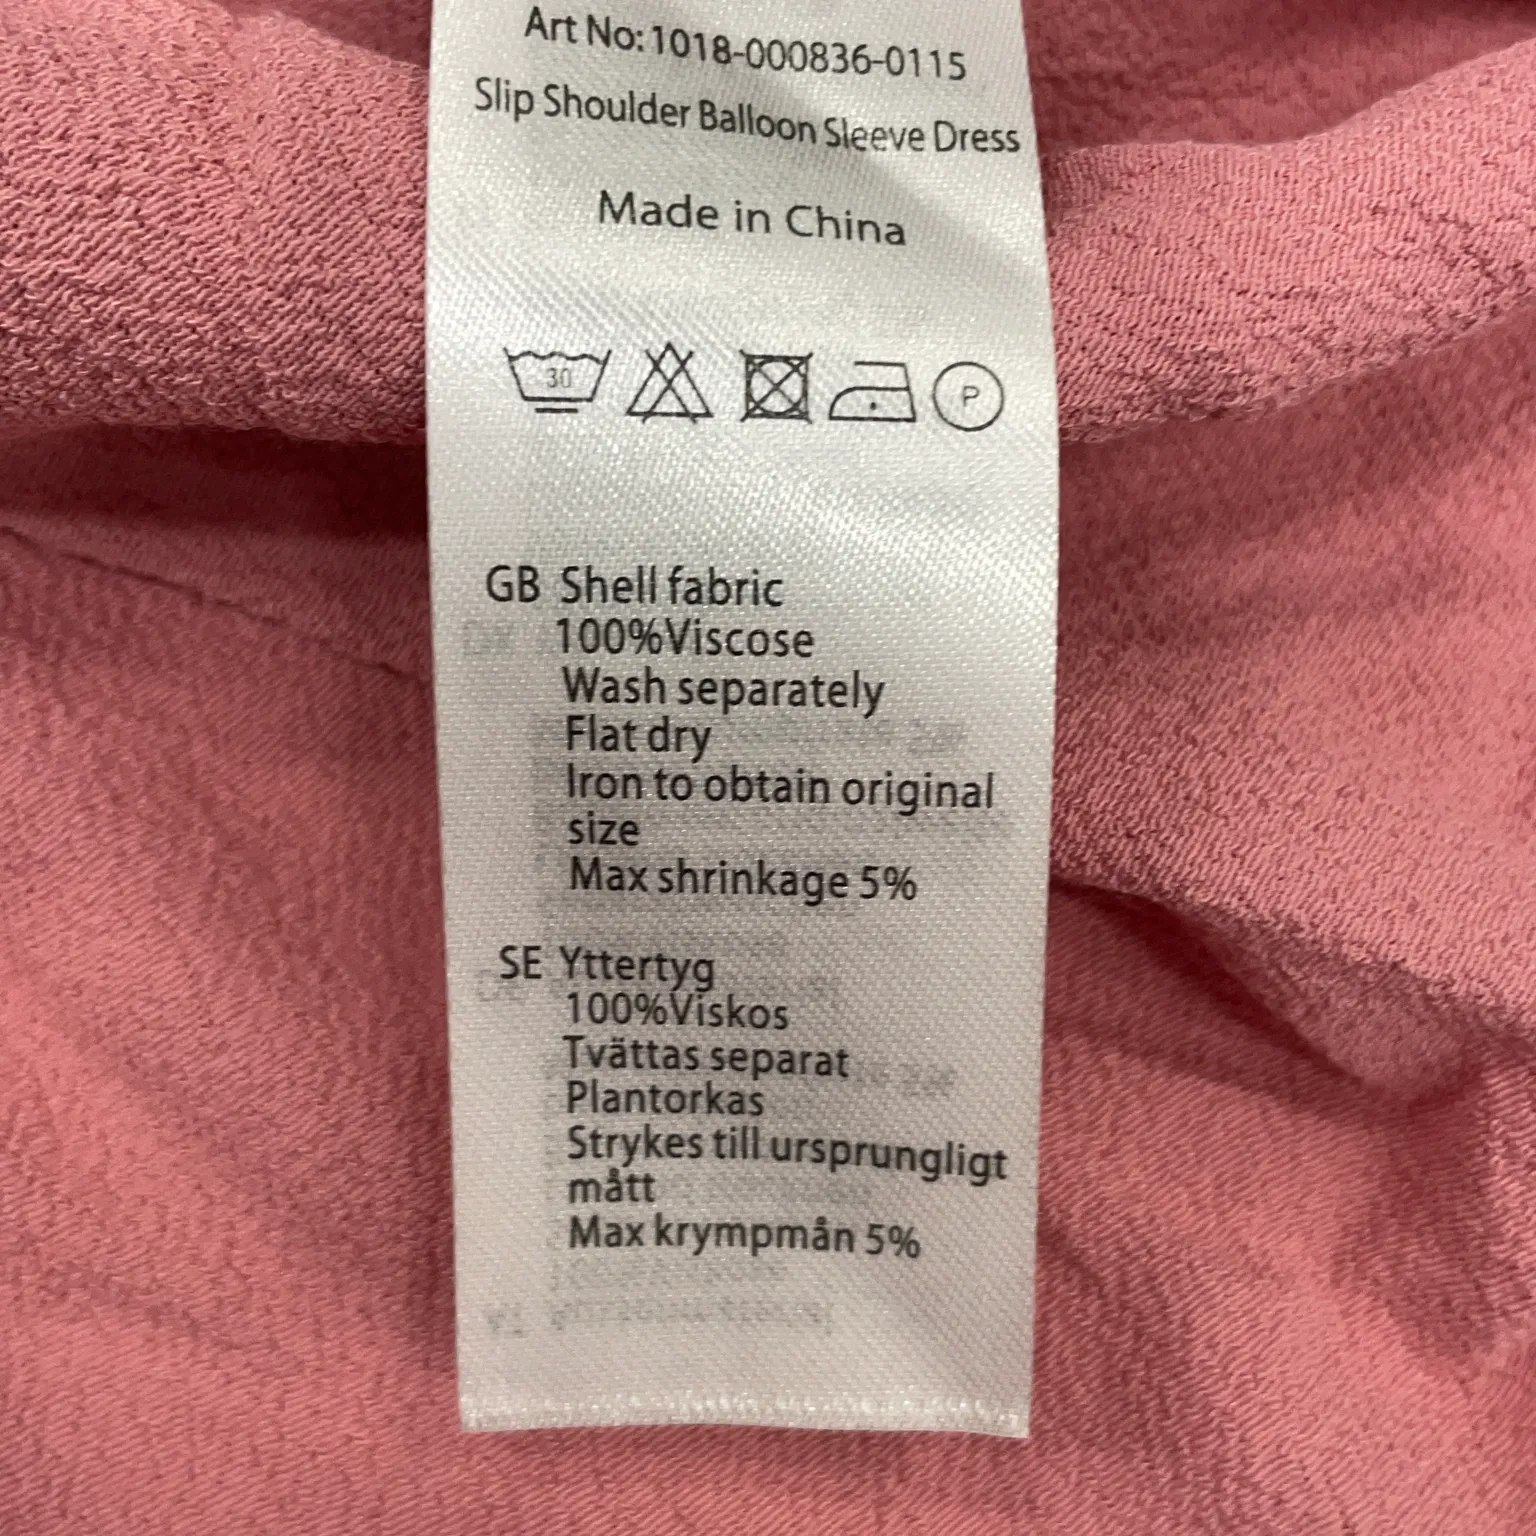 Art No: 1018-000836-0115
Slip Shoulder Balloon Sleeve Dress
Made in China
30 P
GB Shell fabric
100%Viscose
Wash separately
Flat dry
Iron to obtain original
size
Max shrinkage 5%
SE Yttertyg
100%Viskos
Tvättas separat
Plantorkas
Strykes till ursprungligt
mått
Max krympmån 5%